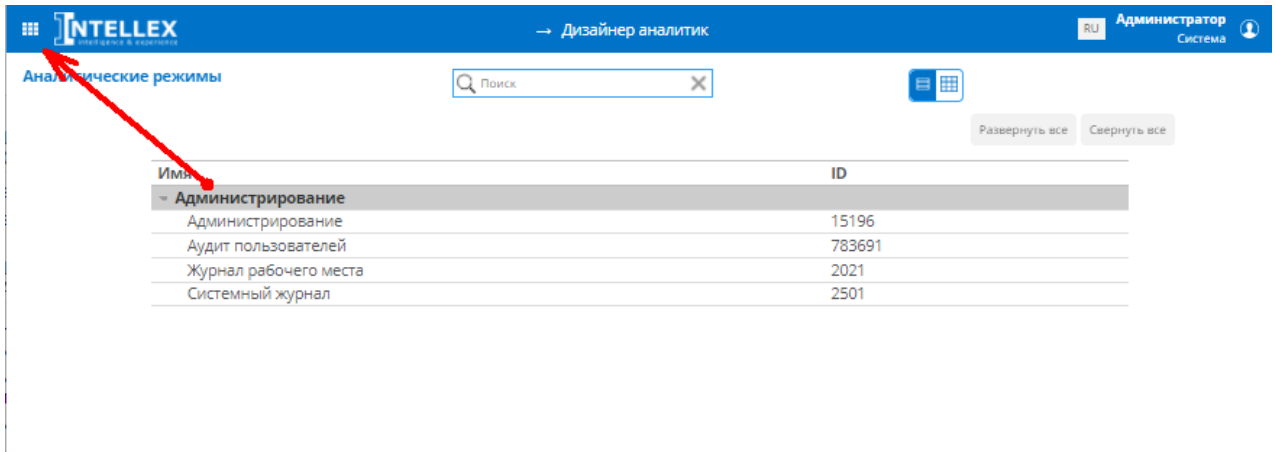 INTELLEX
intelligence & experience
→ Дизайнер аналитик
RU
Администратор
Система
Аналитические режимы
Поиск
Развернуть все
Свернуть все
Имя ID
Администрирование
Администрирование 15196
Аудит пользователей 783691
Журнал рабочего места 2021
Системный журнал 2501